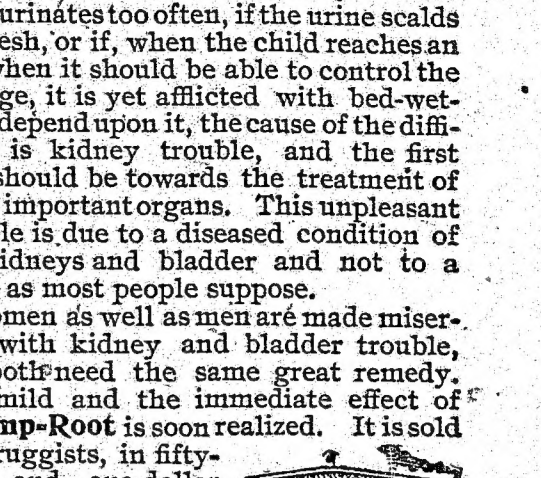 urinates too often, if the urine scalds
esh, or if, when the child reaches an
hen it should be able to control the
ge, it is yet afflicted with bed-wet-
depend upon it, the cause of the diffi-
is kidney trouble, and the first
should be towards the treatment of
important organs. This unpleasant
le is due to a diseased condition of
idneys and bladder and not to a
as most people suppose.
omen as well as men are made miser-
with kidney and bladder trouble,
oth need the same great remedy.
mild and the immediate effect of
mp-Root is soon realized. It is sold
ruggists, in fifty-
and one dollar